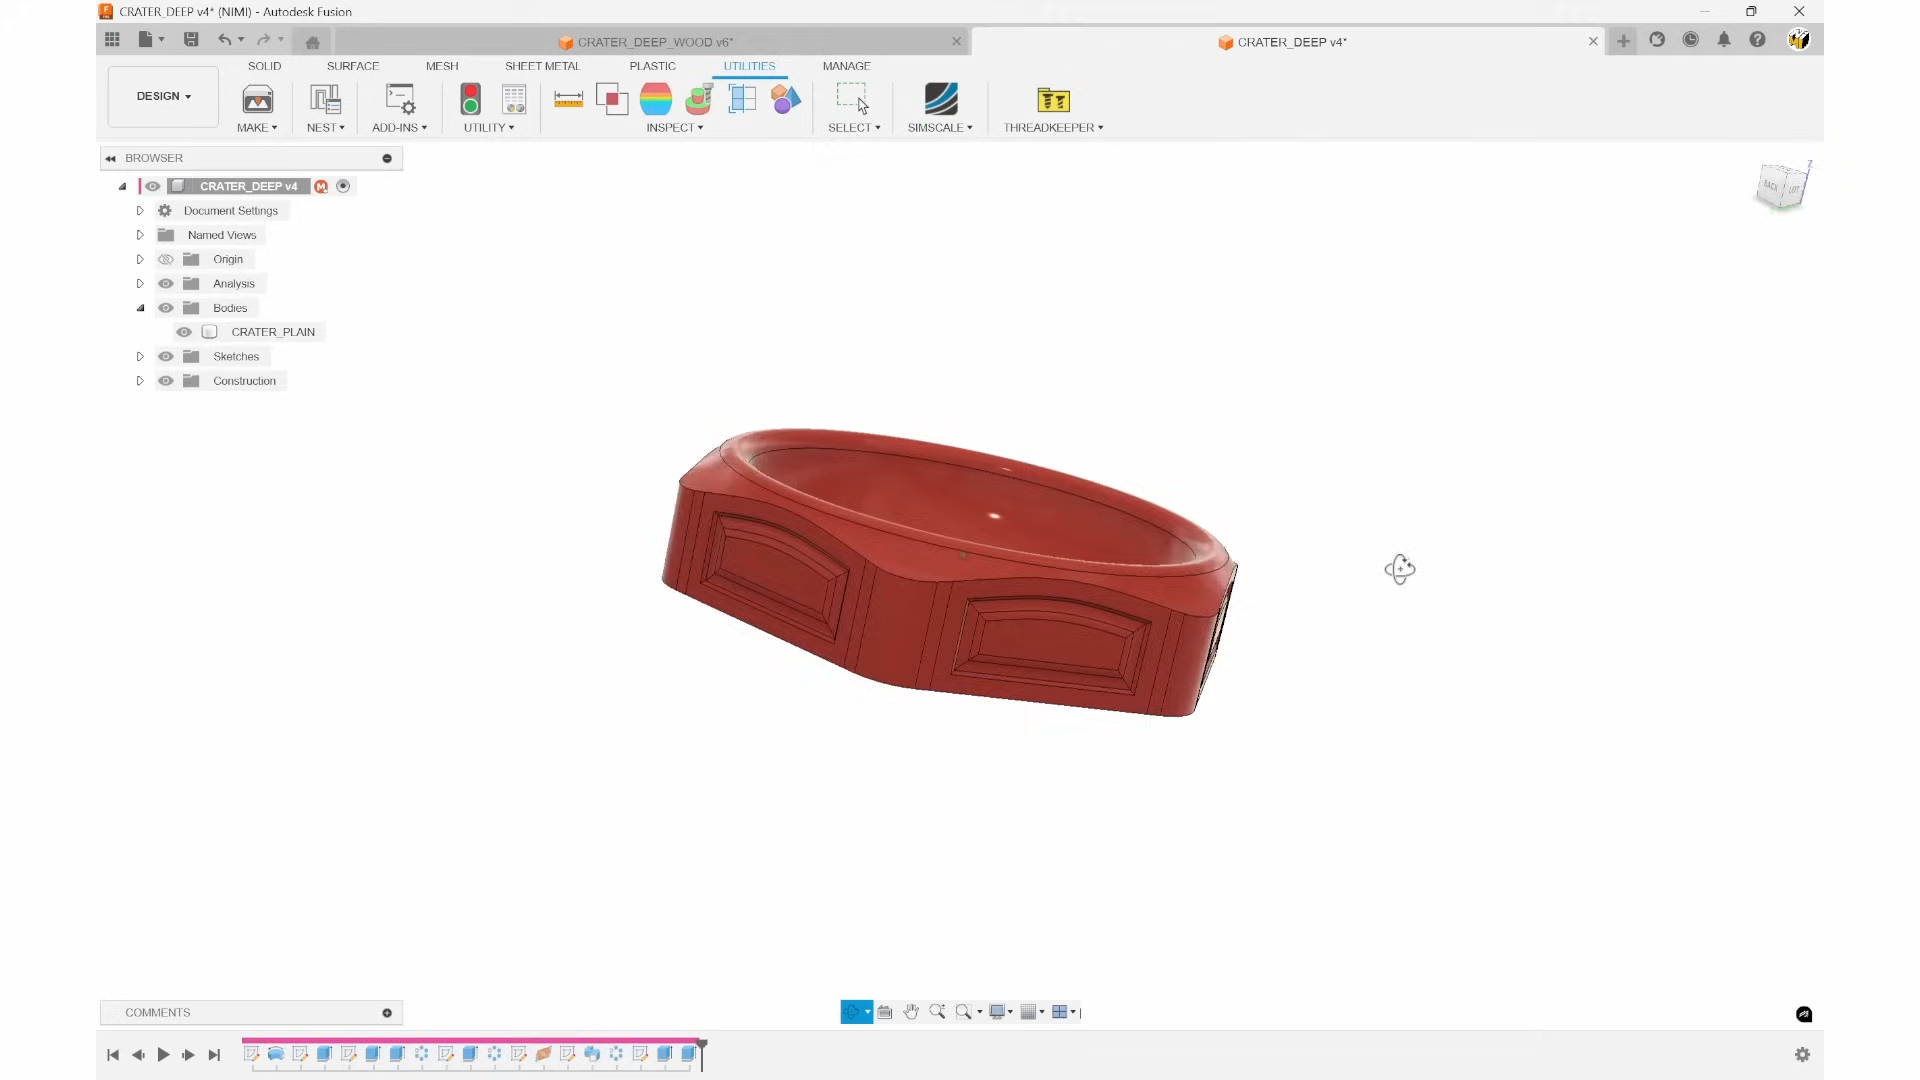 CRATER_DEEP v4* (NIMI) - Autodesk Fusion
CRATER_DEEP_WOOD v6*
CRATER_DEEP v4*
SOLID SURFACE MESH SHEET METAL PLASTIC UTILITIES MANAGE
DESIGN
MAKE NEST ADD-INS UTILITY INSPECT SELECT SIMSCALE THREADKEEPER
BROWSER
CRATER_DEEP v4
Document Settings
Named Views
Origin
Analysis
Bodies
CRATER_PLAIN
Sketches
Construction
Z
BACK LEFT
COMMENTS